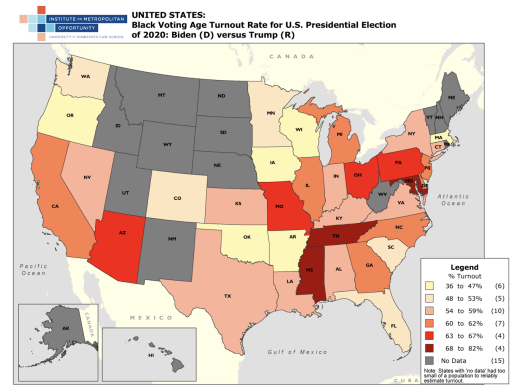 INSTITUTE ON METROPOLITAN
OPPORTUNITY
UNIVERSITY OF MINNESOTA LAW SCHOOL
UNITED STATES:
Black Voting Age Turnout Rate for U.S. Presidential Election
of 2020: Biden (D) versus Trump (R)
CANADA
WA
MT
ND
MN
ME
VT
NH
OR
ID
SD
WI
MI
NY
MA
CT
WY
IA
PA
NJ
NE
NV
UT
IL
IN
OH
MD
DE
CO
WV
CA
KS
MO
KY
VA
Atlantic
Ocean
AZ
NM
OK
AR
TN
NC
SC
MS
AL
GA
TX
LA
FL
Pacific
Ocean
MEXICO
Gulf of Mexico
CUBA
AK
CANADA
HI
Legend
% Turnout
36 to 47% (6)
48 to 53% (5)
54 to 59% (10)
60 to 62% (7)
63 to 67% (4)
68 to 82% (4)
No Data (15)
Note: States with 'no data' had too
small of a population to reliably
estimate turnout.